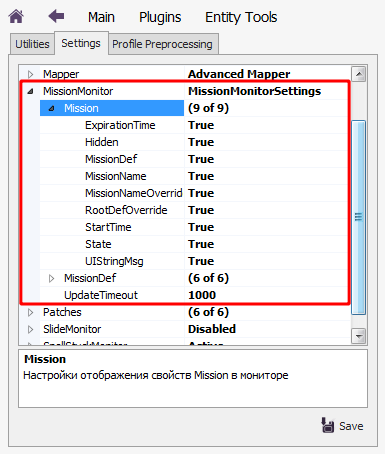 Main Plugins Entity Tools
Utilities Settings Profile Preprocessing
Mapper Advanced Mapper
MissionMonitor MissionMonitorSettings
Mission (9 of 9)
ExpirationTime True
Hidden True
MissionDef True
MissionName True
MissionNameOverrid True
RootDefOverride True
StartTime True
State True
UIStringMsg True
MissionDef (6 of 6)
UpdateTimeout 1000
Patches (6 of 6)
SlideMonitor Disabled
SpellStuckMonitor Active
Mission
Настройки отображения свойств Mission в мониторе
Save